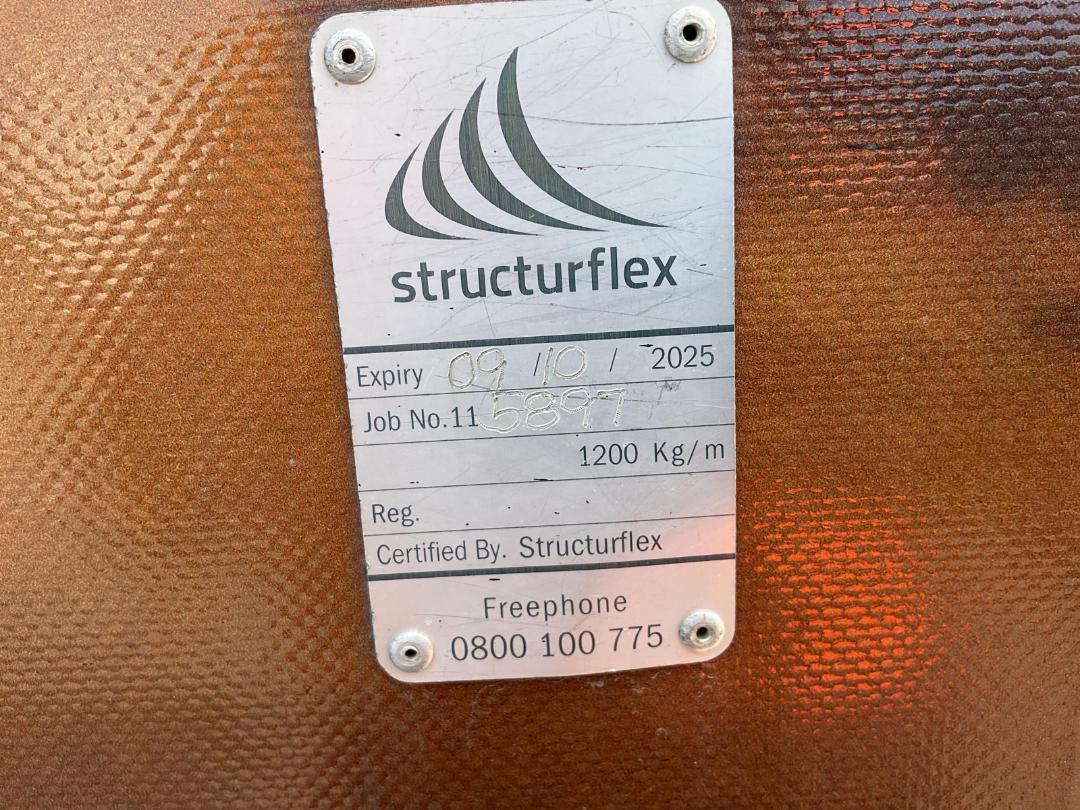 structurflex
Expiry 09 / 10 / 2025
Job No.11 5897
1200 Kg/m
Reg.
Certified By. Structurflex
Freephone
0800 100 775